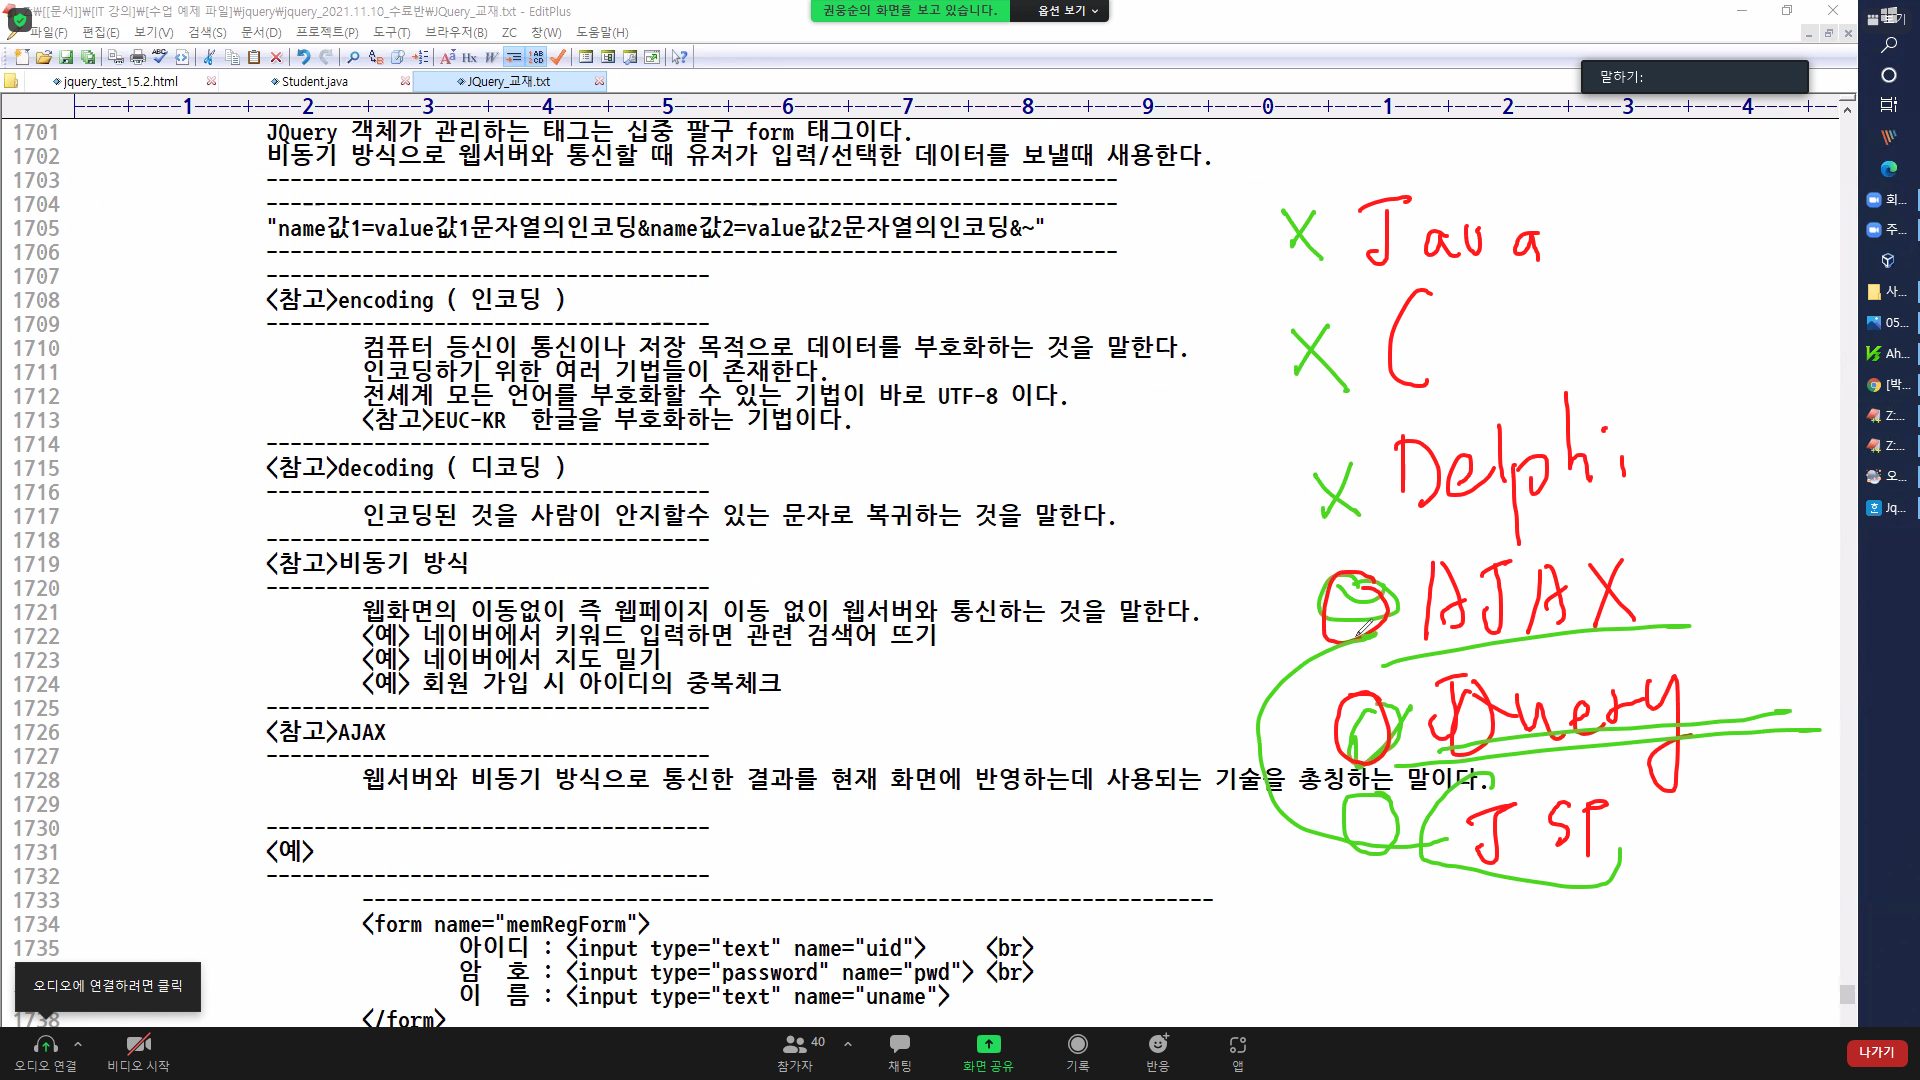 E:\[[문서]]\[IT 강의]\[수업 예제 파일]\jquery\jquery_2021.11.10_수료반\JQuery_교재.txt - EditPlus
권웅순의 화면을 보고 있습니다.
옵션 보기
보기
파일(F) 편집(E) 보기(V) 검색(S) 문서(D) 프로젝트(P) 도구(T) 브라우저(B) ZC 창(W) 도움말(H)
jquery_test_15.2.html
Student.java
JQuery_교재.txt
말하기:
----+----1----+----2----+----3----+----4----+----5----+----6----+----7----+----8----+----9----+----0----+----1----+----2----+----3----+----4----
1701 JQuery 객체가 관리하는 태그는 십중 팔구 form 태그이다.
1702 비동기 방식으로 웹서버와 통신할 때 유저가 입력/선택한 데이터를 보낼때 새용한다.
1703 -----------------------------------------------------------------------
1704 -----------------------------------------------------------------------
1705 "name값1=value값1문자열의인코딩&name값2=value값2문자열의인코딩&~"
1706 -----------------------------------------------------------------------
1707 -------------------------------------
1708 <참고>encoding ( 인코딩 )
1709 -------------------------------------
1710 컴퓨터 등신이 통신이나 저장 목적으로 데이터를 부호화하는 것을 말한다.
1711 인코딩하기 위한 여러 기법들이 존재한다.
1712 전세계 모든 언어를 부호화할 수 있는 기법이 바로 UTF-8 이다.
1713 <참고>EUC-KR 한글을 부호화하는 기법이다.
1714 -------------------------------------
1715 <참고>decoding ( 디코딩 )
1716 -------------------------------------
1717 인코딩된 것을 사람이 안지할수 있는 문자로 복귀하는 것을 말한다.
1718 -------------------------------------
1719 <참고>비동기 방식
1720 -------------------------------------
1721 웹화면의 이동없이 즉 웹페이지 이동 없이 웹서버와 통신하는 것을 말한다.
1722 <예> 네이버에서 키워드 입력하면 관련 검색어 뜨기
1723 <예> 네이버에서 지도 밀기
1724 <예> 회원 가입 시 아이디의 중복체크
1725 -------------------------------------
1726 <참고>AJAX
1727 -------------------------------------
1728 웹서버와 비동기 방식으로 통신한 결과를 현재 화면에 반영하는데 사용되는 기술을 총칭하는 말이다.
1729
1730 -------------------------------------
1731 <예>
1732 -------------------------------------
1733 -----------------------------------------------------------------------
1734 <form name="memRegForm">
1735 아이디 : <input type="text" name="uid"> <br>
암 호 : <input type="password" name="pwd"> <br>
이 름 : <input type="text" name="uname">
1738 </form>
X Java
X C
X Delphi
AJAX
JQuery
JSP
회...
주...
사...
05...
Ah...
[박...
Z:...
Z:...
오...
Jq...
오디오에 연결하려면 클릭
오디오 연결
비디오 시작
40
참가자
채팅
화면 공유
기록
반응
앱
나가기